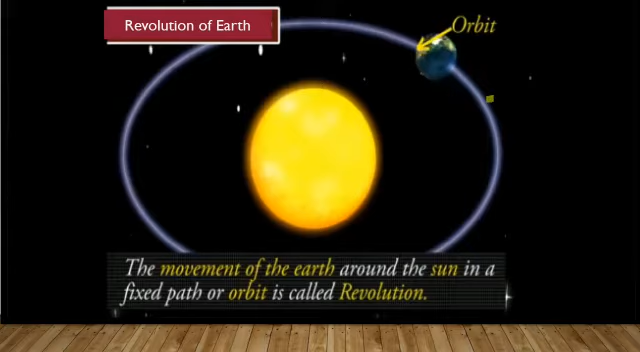 Revolution of Earth
Orbit
The movement of the earth around the sun in a
fixed path or orbit is called Revolution.